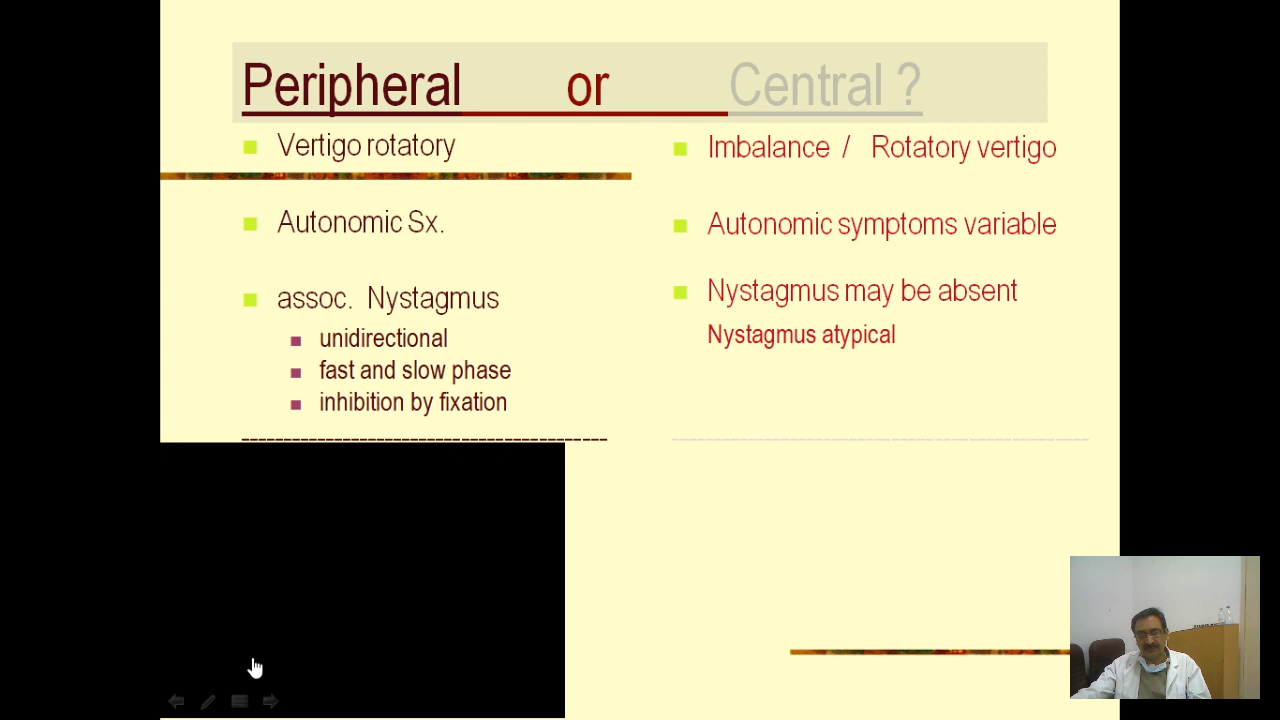 Peripheral or Central ?
Vertigo rotatory
Autonomic Sx.
assoc. Nystagmus
unidirectional
fast and slow phase
inhibition by fixation
Imbalance / Rotatory vertigo
Autonomic symptoms variable
Nystagmus may be absent
Nystagmus atypical